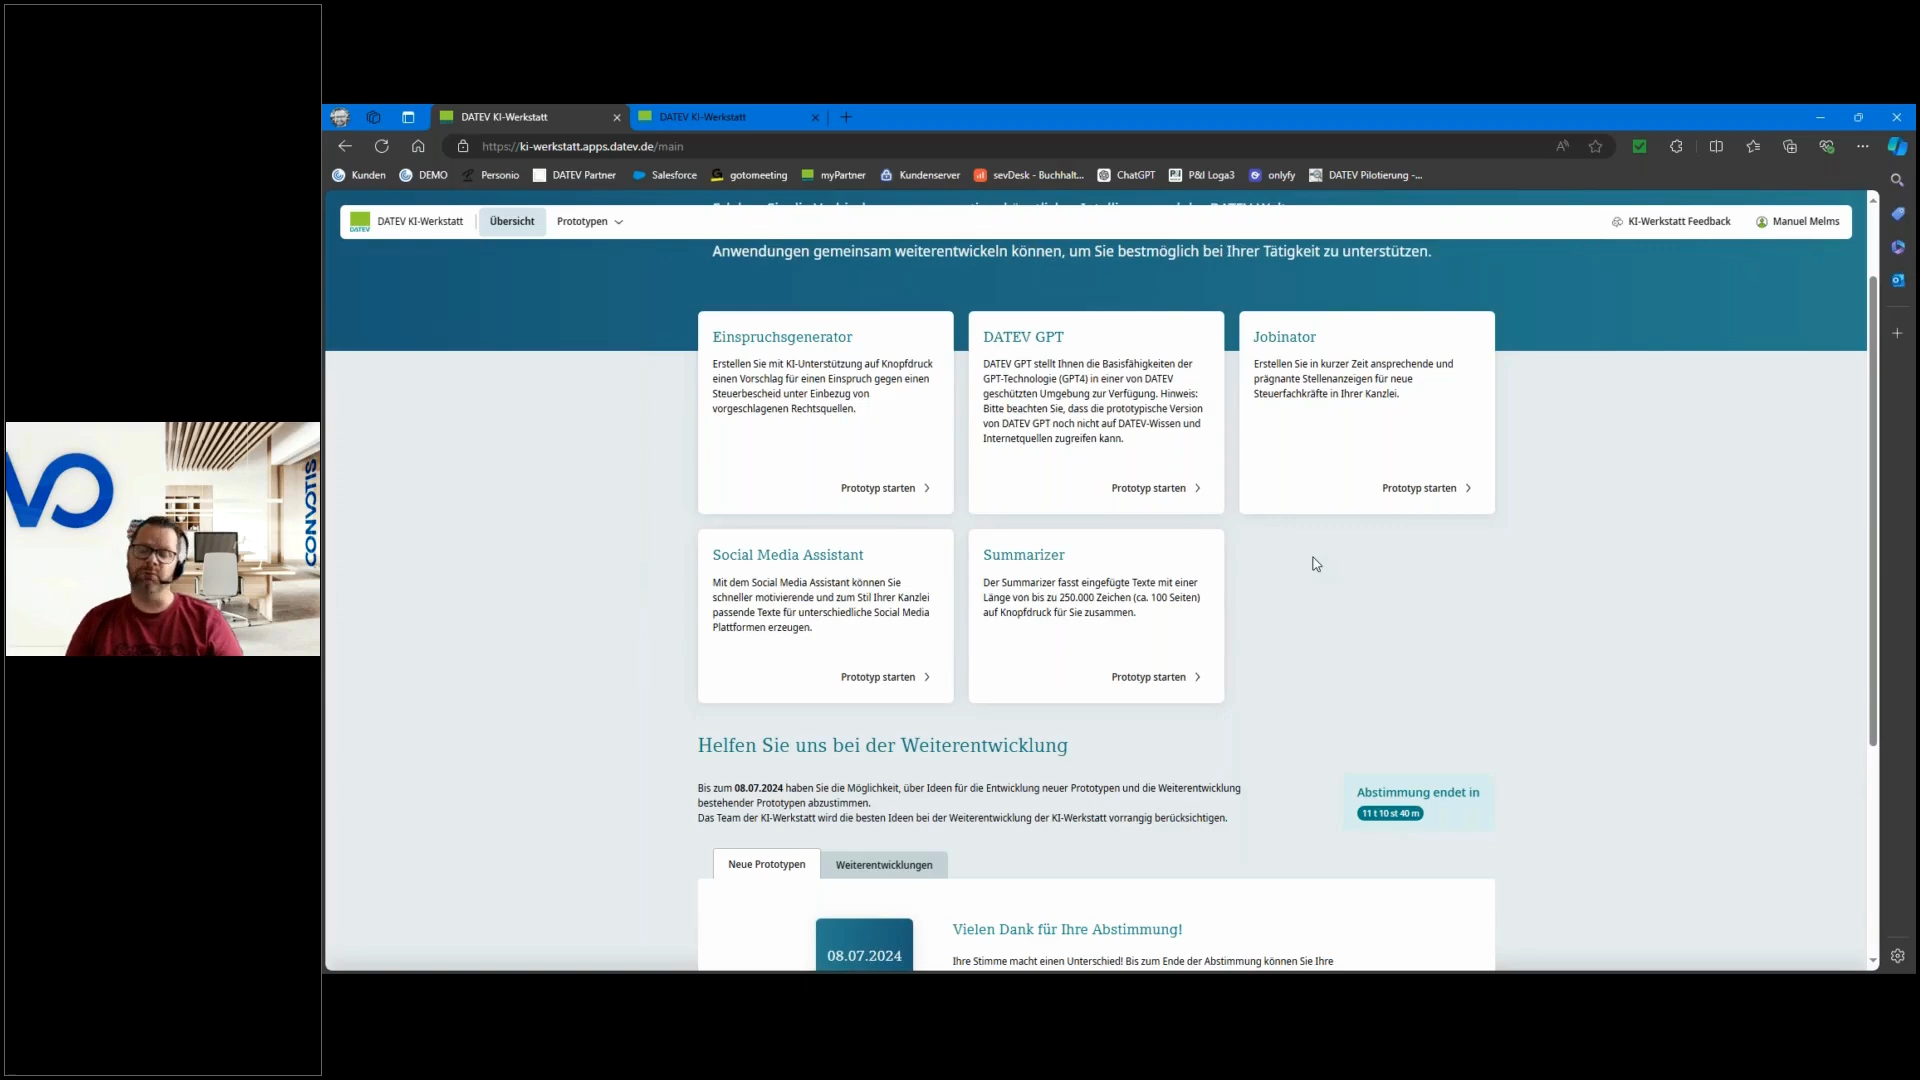 DATEV KI-Werkstatt
DATEV KI-Werkstatt
https://ki-werkstatt.apps.datev.de/main
Kunden DEMO Personio DATEV Partner Salesforce gotomeeting myPartner Kundenserver sevDesk - Buchhalt... ChatGPT P&I Loga3 onlyfy DATEV Pilotierung -...
DATEV
DATEV KI-Werkstatt Übersicht Prototypen KI-Werkstatt Feedback Manuel Melms
Anwendungen gemeinsam weiterentwickeln können, um Sie bestmöglich bei Ihrer Tätigkeit zu unterstützen.
Einspruchsgenerator
Erstellen Sie mit KI-Unterstützung auf Knopfdruck
einen Vorschlag für einen Einspruch gegen einen
Steuerbescheid unter Einbezug von
vorgeschlagenen Rechtsquellen.
Prototyp starten
DATEV GPT
DATEV GPT stellt Ihnen die Basisfähigkeiten der
GPT-Technologie (GPT4) in einer von DATEV
geschützten Umgebung zur Verfügung. Hinweis:
Bitte beachten Sie, dass die prototypische Version
von DATEV GPT noch nicht auf DATEV-Wissen und
Internetquellen zugreifen kann.
Prototyp starten
Jobinator
Erstellen Sie in kurzer Zeit ansprechende und
prägnante Stellenanzeigen für neue
Steuerfachkräfte in Ihrer Kanzlei.
Prototyp starten
Social Media Assistant
Mit dem Social Media Assistant können Sie
schneller motivierende und zum Stil Ihrer Kanzlei
passende Texte für unterschiedliche Social Media
Plattformen erzeugen.
Prototyp starten
Summarizer
Der Summarizer fasst eingefügte Texte mit einer
Länge von bis zu 250.000 Zeichen (ca. 100 Seiten)
auf Knopfdruck für Sie zusammen.
Prototyp starten
Helfen Sie uns bei der Weiterentwicklung
Bis zum 08.07.2024 haben Sie die Möglichkeit, über Ideen für die Entwicklung neuer Prototypen und die Weiterentwicklung
bestehender Prototypen abzustimmen.
Das Team der KI-Werkstatt wird die besten Ideen bei der Weiterentwicklung der KI-Werkstatt vorrangig berücksichtigen.
Abstimmung endet in
11 t 10 st 40 m
Neue Prototypen Weiterentwicklungen
08.07.2024
Vielen Dank für Ihre Abstimmung!
Ihre Stimme macht einen Unterschied! Bis zum Ende der Abstimmung können Sie Ihre
CONVOTIS